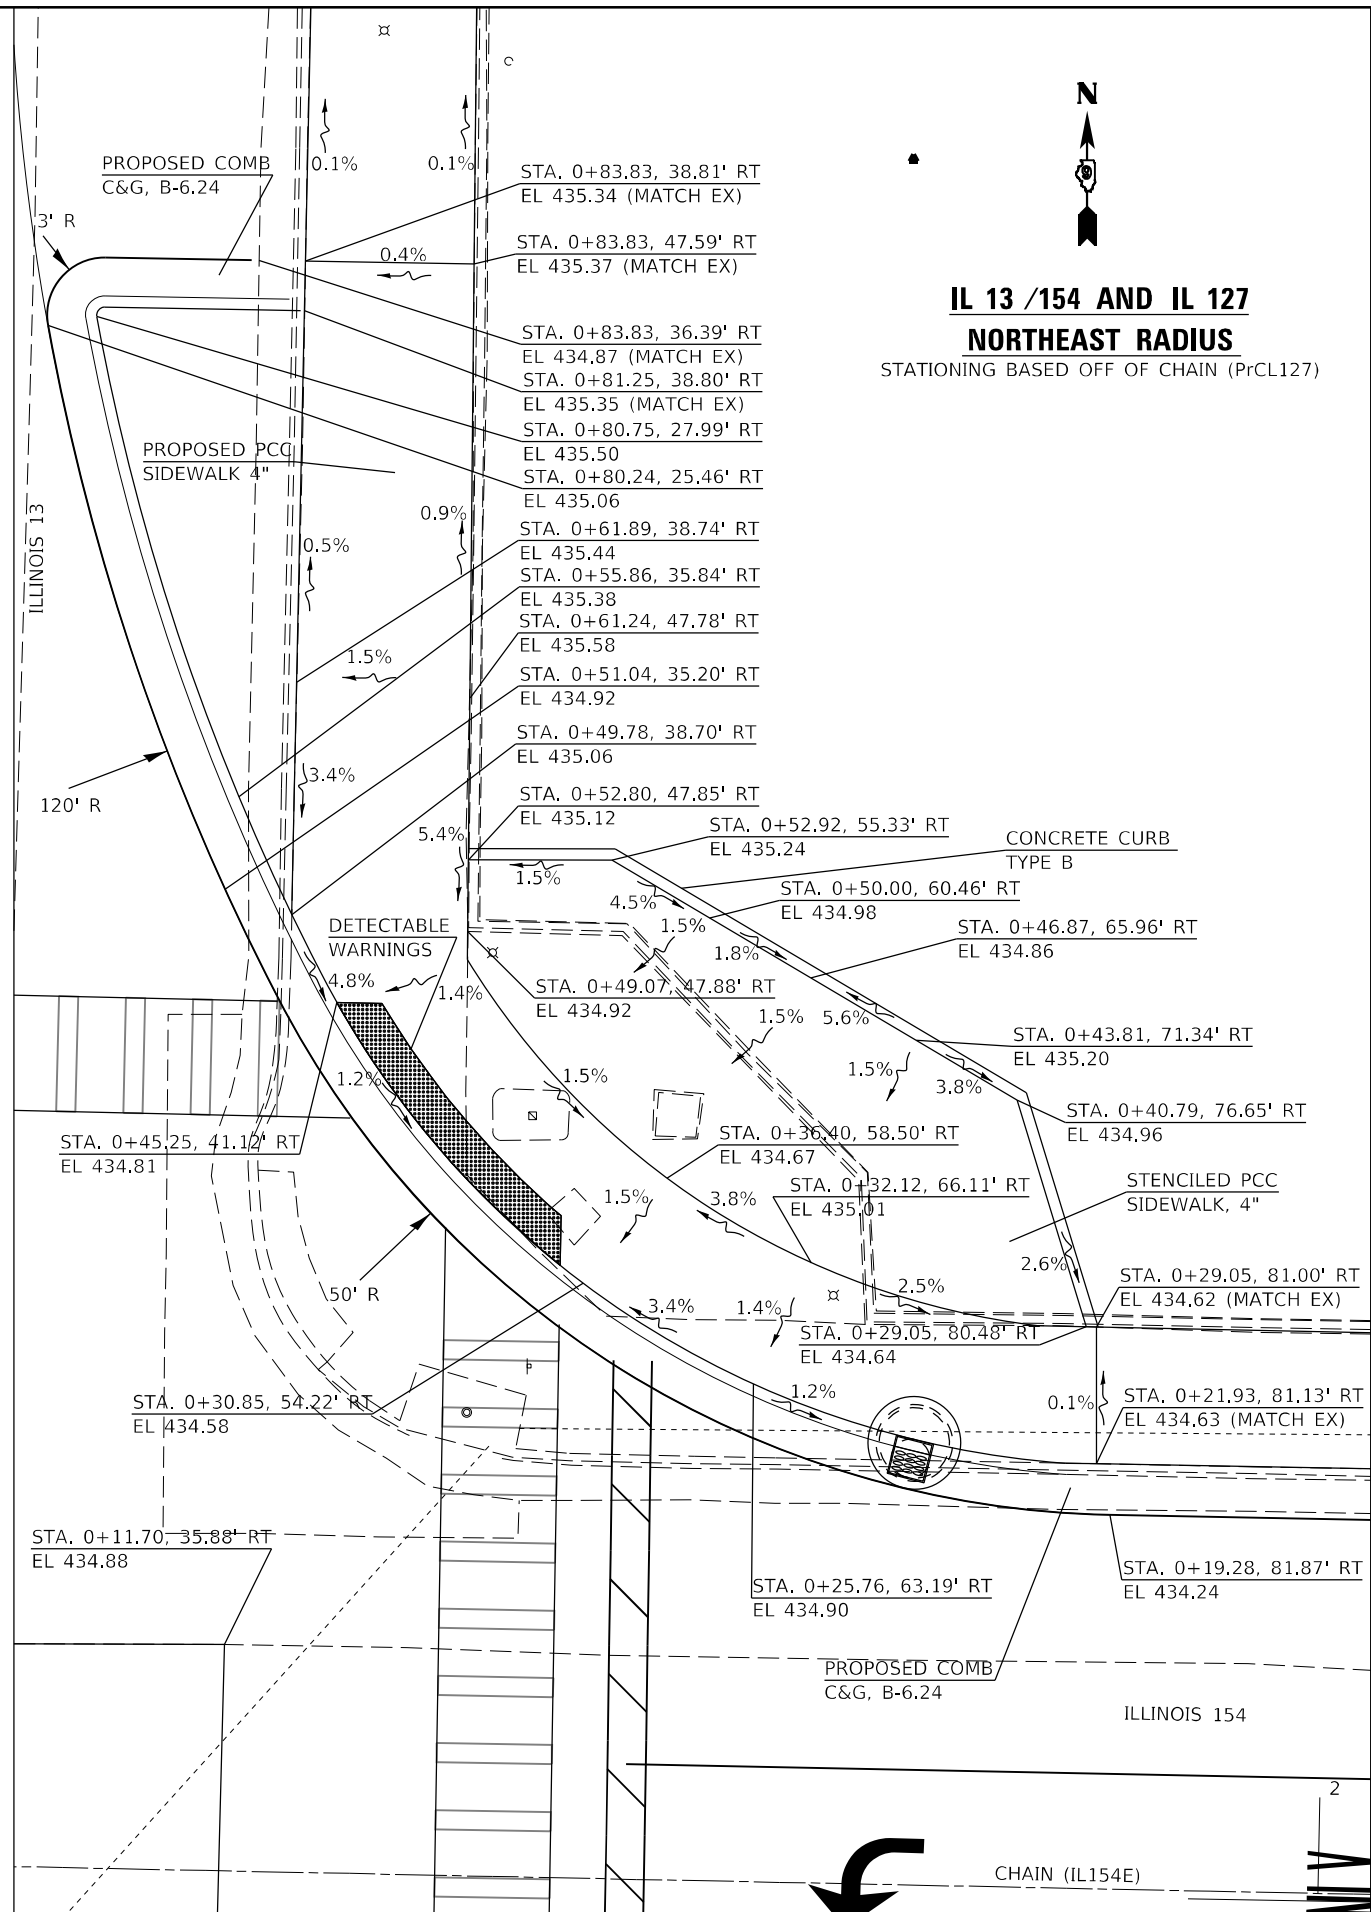 N
9
IL 13 /154 AND IL 127
NORTHEAST RADIUS
STATIONING BASED OFF OF CHAIN (PrCL127)
PROPOSED COMB
C&G, B-6.24
0.1%
0.1%
3' R
STA. 0+83.83, 38.81' RT
EL 435.34 (MATCH EX)
STA. 0+83.83, 47.59' RT
EL 435.37 (MATCH EX)
0.4%
STA. 0+83.83, 36.39' RT
EL 434.87 (MATCH EX)
STA. 0+81.25, 38.80' RT
EL 435.35 (MATCH EX)
STA. 0+80.75, 27.99' RT
EL 435.50
STA. 0+80.24, 25.46' RT
EL 435.06
PROPOSED PCC
SIDEWALK 4"
ILLINOIS 13
0.9%
0.5%
STA. 0+61.89, 38.74' RT
EL 435.44
STA. 0+55.86, 35.84' RT
EL 435.38
STA. 0+61.24, 47.78' RT
EL 435.58
1.5%
STA. 0+51.04, 35.20' RT
EL 434.92
STA. 0+49.78, 38.70' RT
EL 435.06
3.4%
120' R
STA. 0+52.80, 47.85' RT
EL 435.12
5.4%
STA. 0+52.92, 55.33' RT
EL 435.24
CONCRETE CURB
TYPE B
1.5%
4.5%
STA. 0+50.00, 60.46' RT
EL 434.98
1.5%
1.8%
STA. 0+46.87, 65.96' RT
EL 434.86
DETECTABLE
WARNINGS
4.8%
1.4%
STA. 0+49.07, 47.88' RT
EL 434.92
1.5%
5.6%
STA. 0+43.81, 71.34' RT
EL 435.20
1.5%
3.8%
1.2%
1.5%
STA. 0+40.79, 76.65' RT
EL 434.96
STA. 0+45.25, 41.12' RT
EL 434.81
STA. 0+36.40, 58.50' RT
EL 434.67
STA. 0+32.12, 66.11' RT
EL 435.01
STENCILED PCC
SIDEWALK, 4"
1.5%
3.8%
2.6%
50' R
2.5%
STA. 0+29.05, 81.00' RT
EL 434.62 (MATCH EX)
3.4%
1.4%
STA. 0+29.05, 80.48' RT
EL 434.64
STA. 0+30.85, 54.22' RT
EL 434.58
1.2%
0.1%
STA. 0+21.93, 81.13' RT
EL 434.63 (MATCH EX)
STA. 0+11.70, 35.88' RT
EL 434.88
STA. 0+25.76, 63.19' RT
EL 434.90
STA. 0+19.28, 81.87' RT
EL 434.24
PROPOSED COMB
C&G, B-6.24
ILLINOIS 154
2
CHAIN (IL154E)